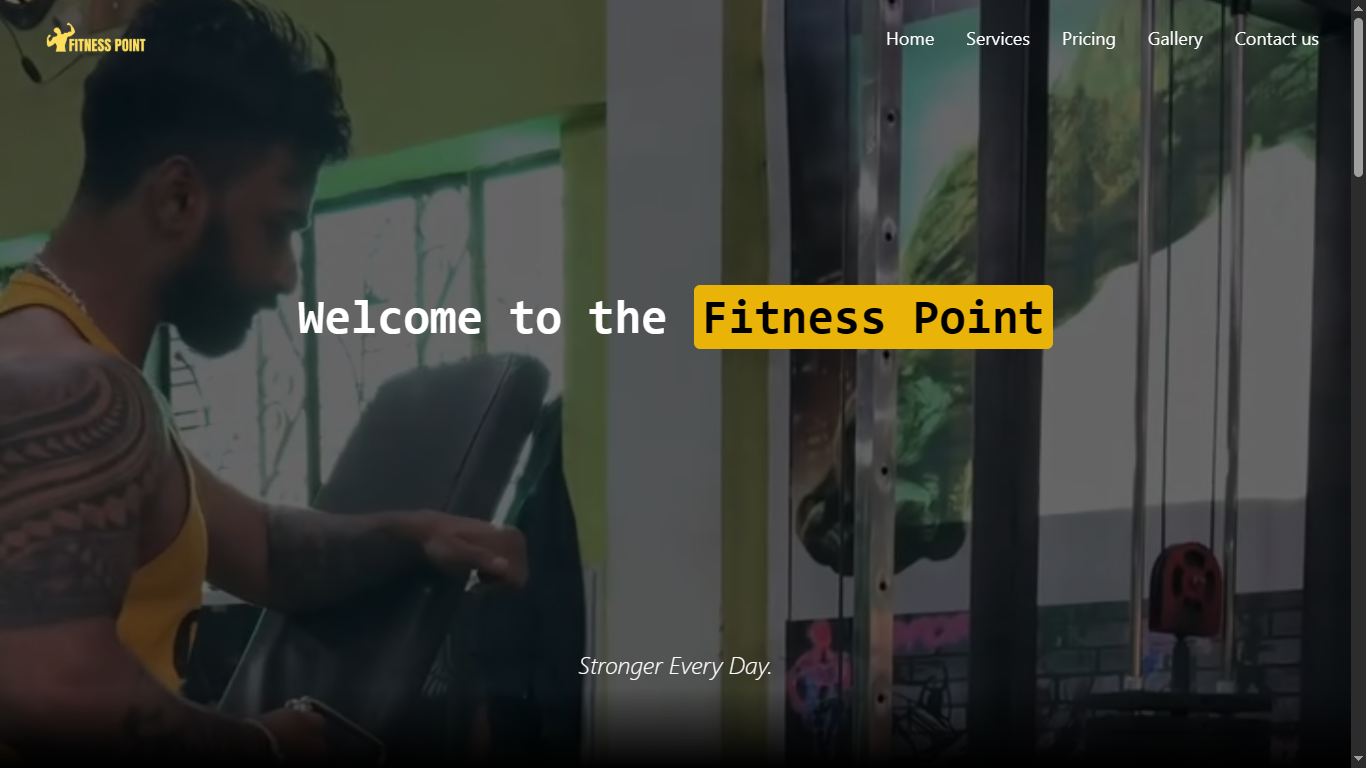 FITNESS POINT
Home Services Pricing Gallery Contact us
Welcome to the Fitness Point
Stronger Every Day.